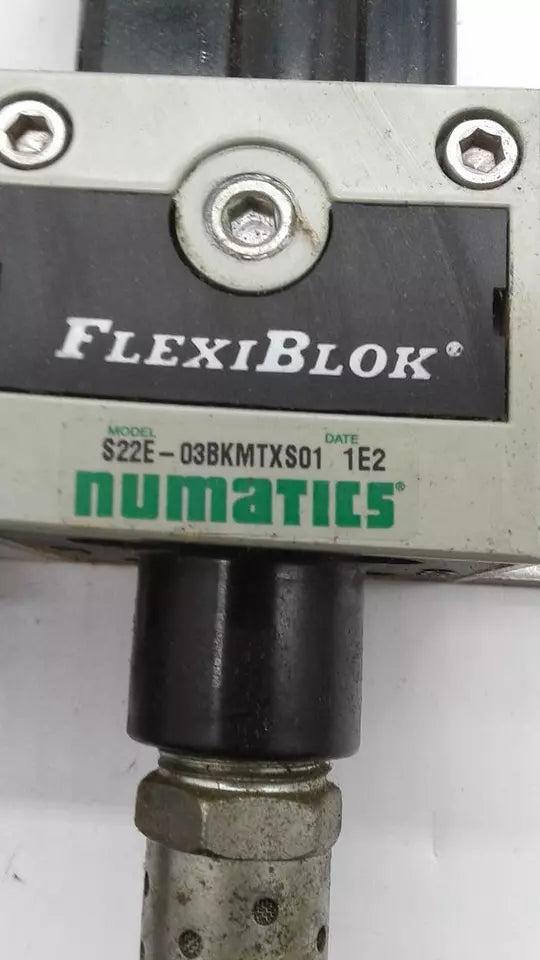 FLEXIBLOK®
MODEL DATE
S22E-03BKMTXS01 1E2
numatics®